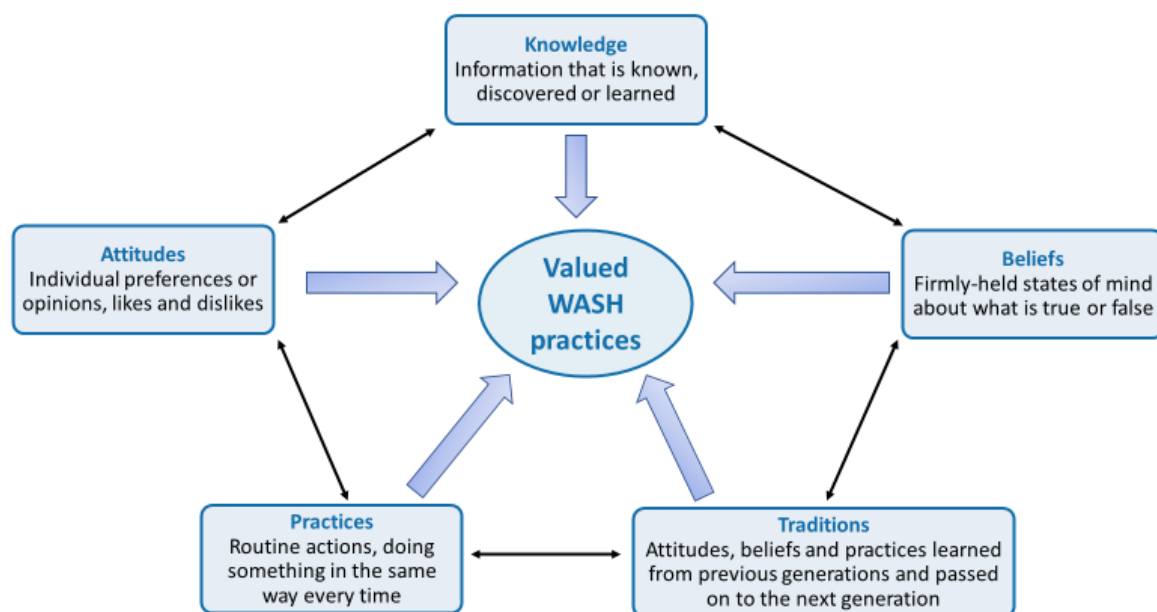 Knowledge
Information that is known,
discovered or learned
Attitudes
Individual preferences or
opinions, likes and dislikes
Valued
WASH
practices
Beliefs
Firmly-held states of mind
about what is true or false
Practices
Routine actions, doing
something in the same
way every time
Traditions
Attitudes, beliefs and practices learned
from previous generations and passed
on to the next generation